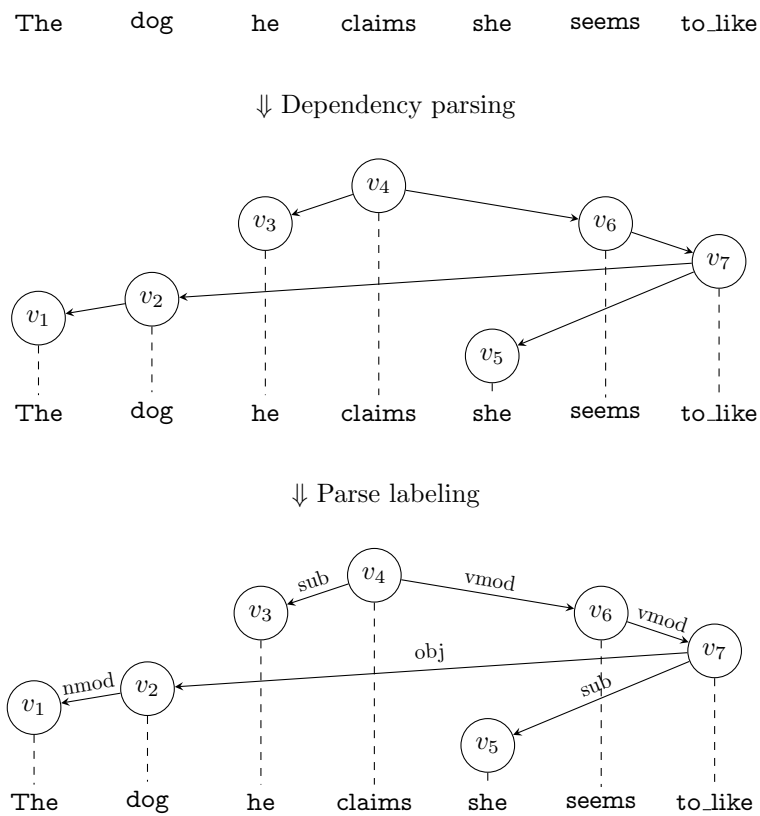 The dog he claims she seems to_like
⇓ Dependency parsing
v4
v3 v6
v7
v2
v1
v5
The dog he claims she seems to_like
⇓ Parse labeling
sub v4 vmod
v3 v6 vmod
v7
obj
nmod v2 sub
v1
v5
The dog he claims she seems to_like